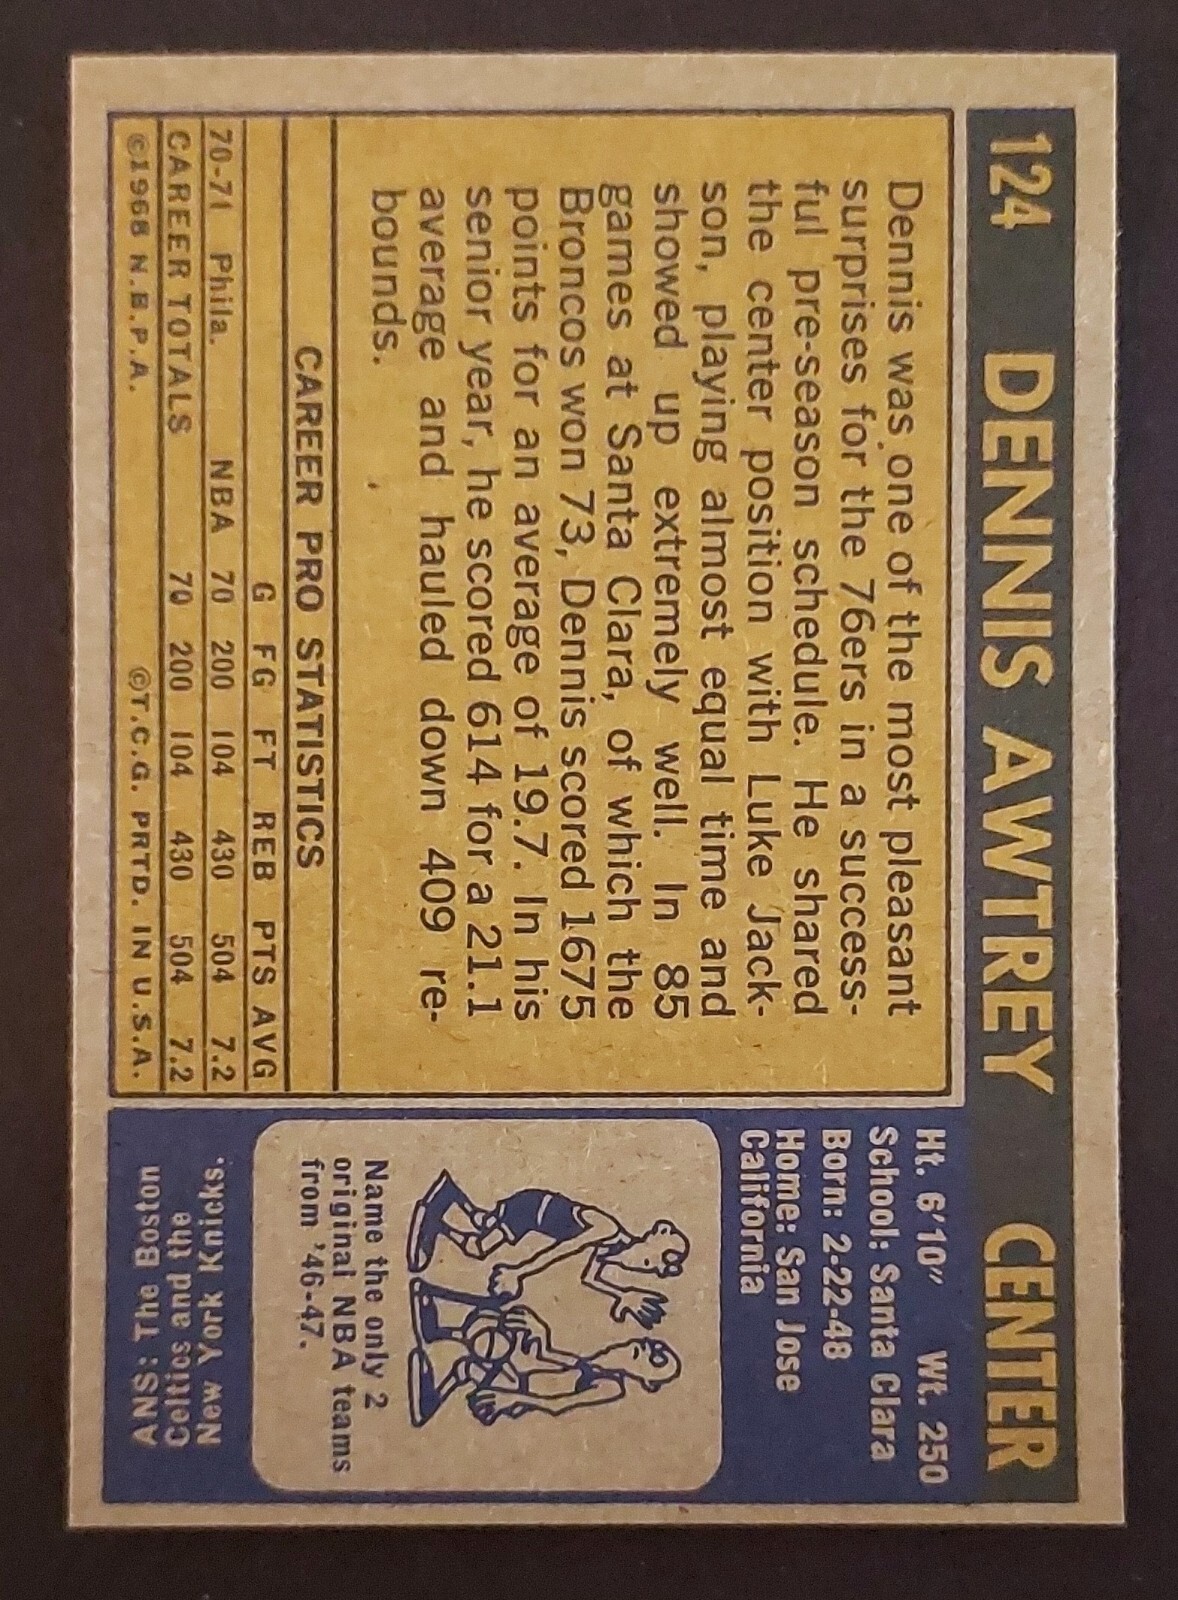 124 DENNIS AWTREY CENTER
Dennis was one of the most pleasant
surprises for the 76ers in a success-
ful pre-season schedule. He shared
the center position with Luke Jack-
son, playing almost equal time and
showed up extremely well. In 85
games at Santa Clara, of which the
Broncos won 73, Dennis scored 1675
points for an average of 19.7. In his
senior year, he scored 614 for a 21.1
average and hauled down 409 re-
bounds.
CAREER PRO STATISTICS
G FG FT REB PTS AVG
70-71 Phila. NBA 70 200 104 430 504 7.2
CAREER TOTALS 70 200 104 430 504 7.2
©1968 N.B.P.A. ©T.C.G. PRTD. IN U.S.A.
Ht. 6'10" Wt. 250
School: Santa Clara
Born: 2-22-48
Home: San Jose
California
Name the only 2
original NBA teams
from '46-47.
ANS: The Boston
Celtics and the
New York Knicks.